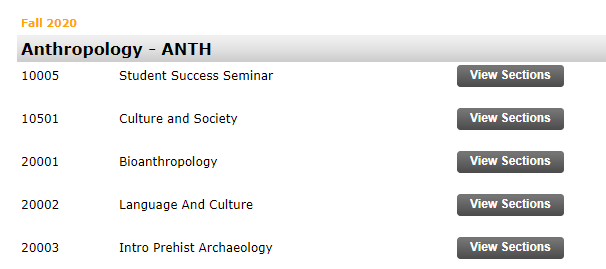 Fall 2020
Anthropology - ANTH
10005 Student Success Seminar View Sections
10501 Culture and Society View Sections
20001 Bioanthropology View Sections
20002 Language And Culture View Sections
20003 Intro Prehist Archaeology View Sections